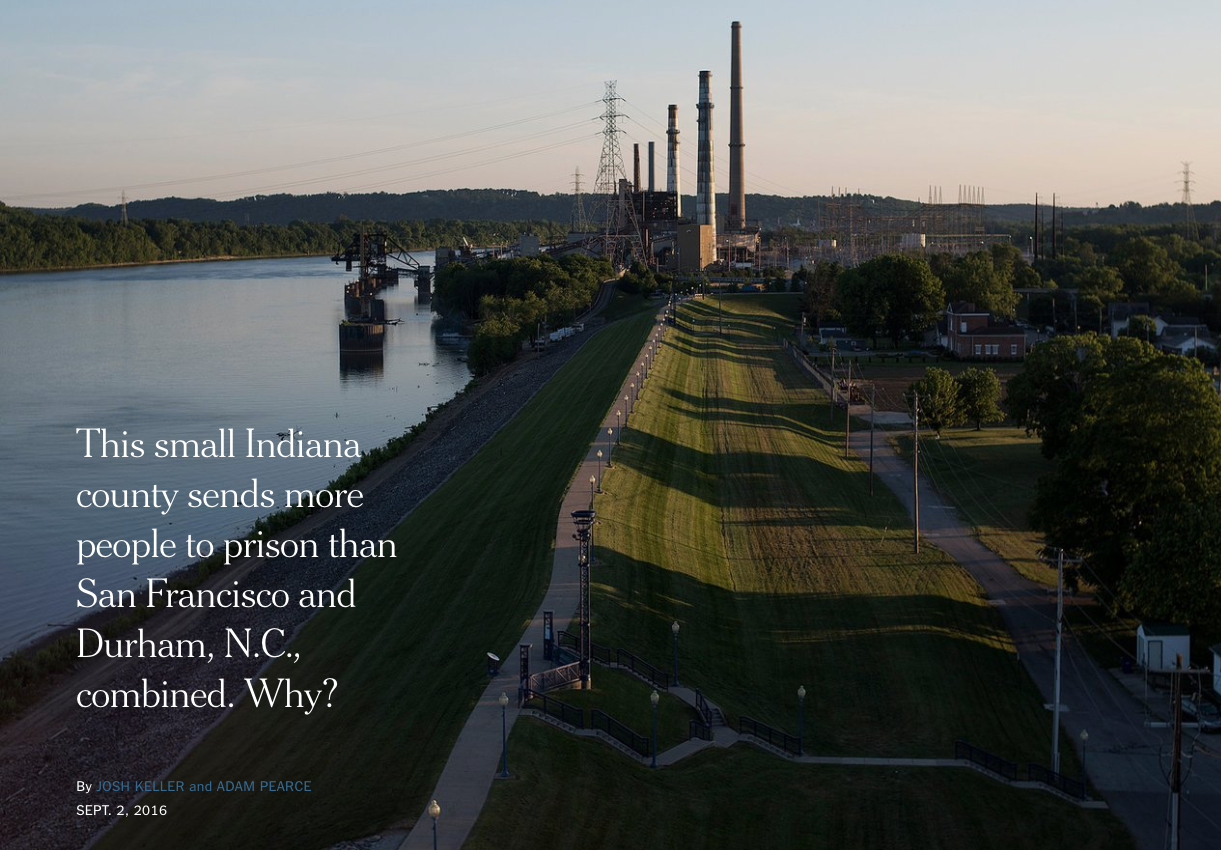 This small Indiana
county sends more
people to prison than
San Francisco and
Durham, N.C.,
combined. Why?
By JOSH KELLER and ADAM PEARCE
SEPT. 2, 2016